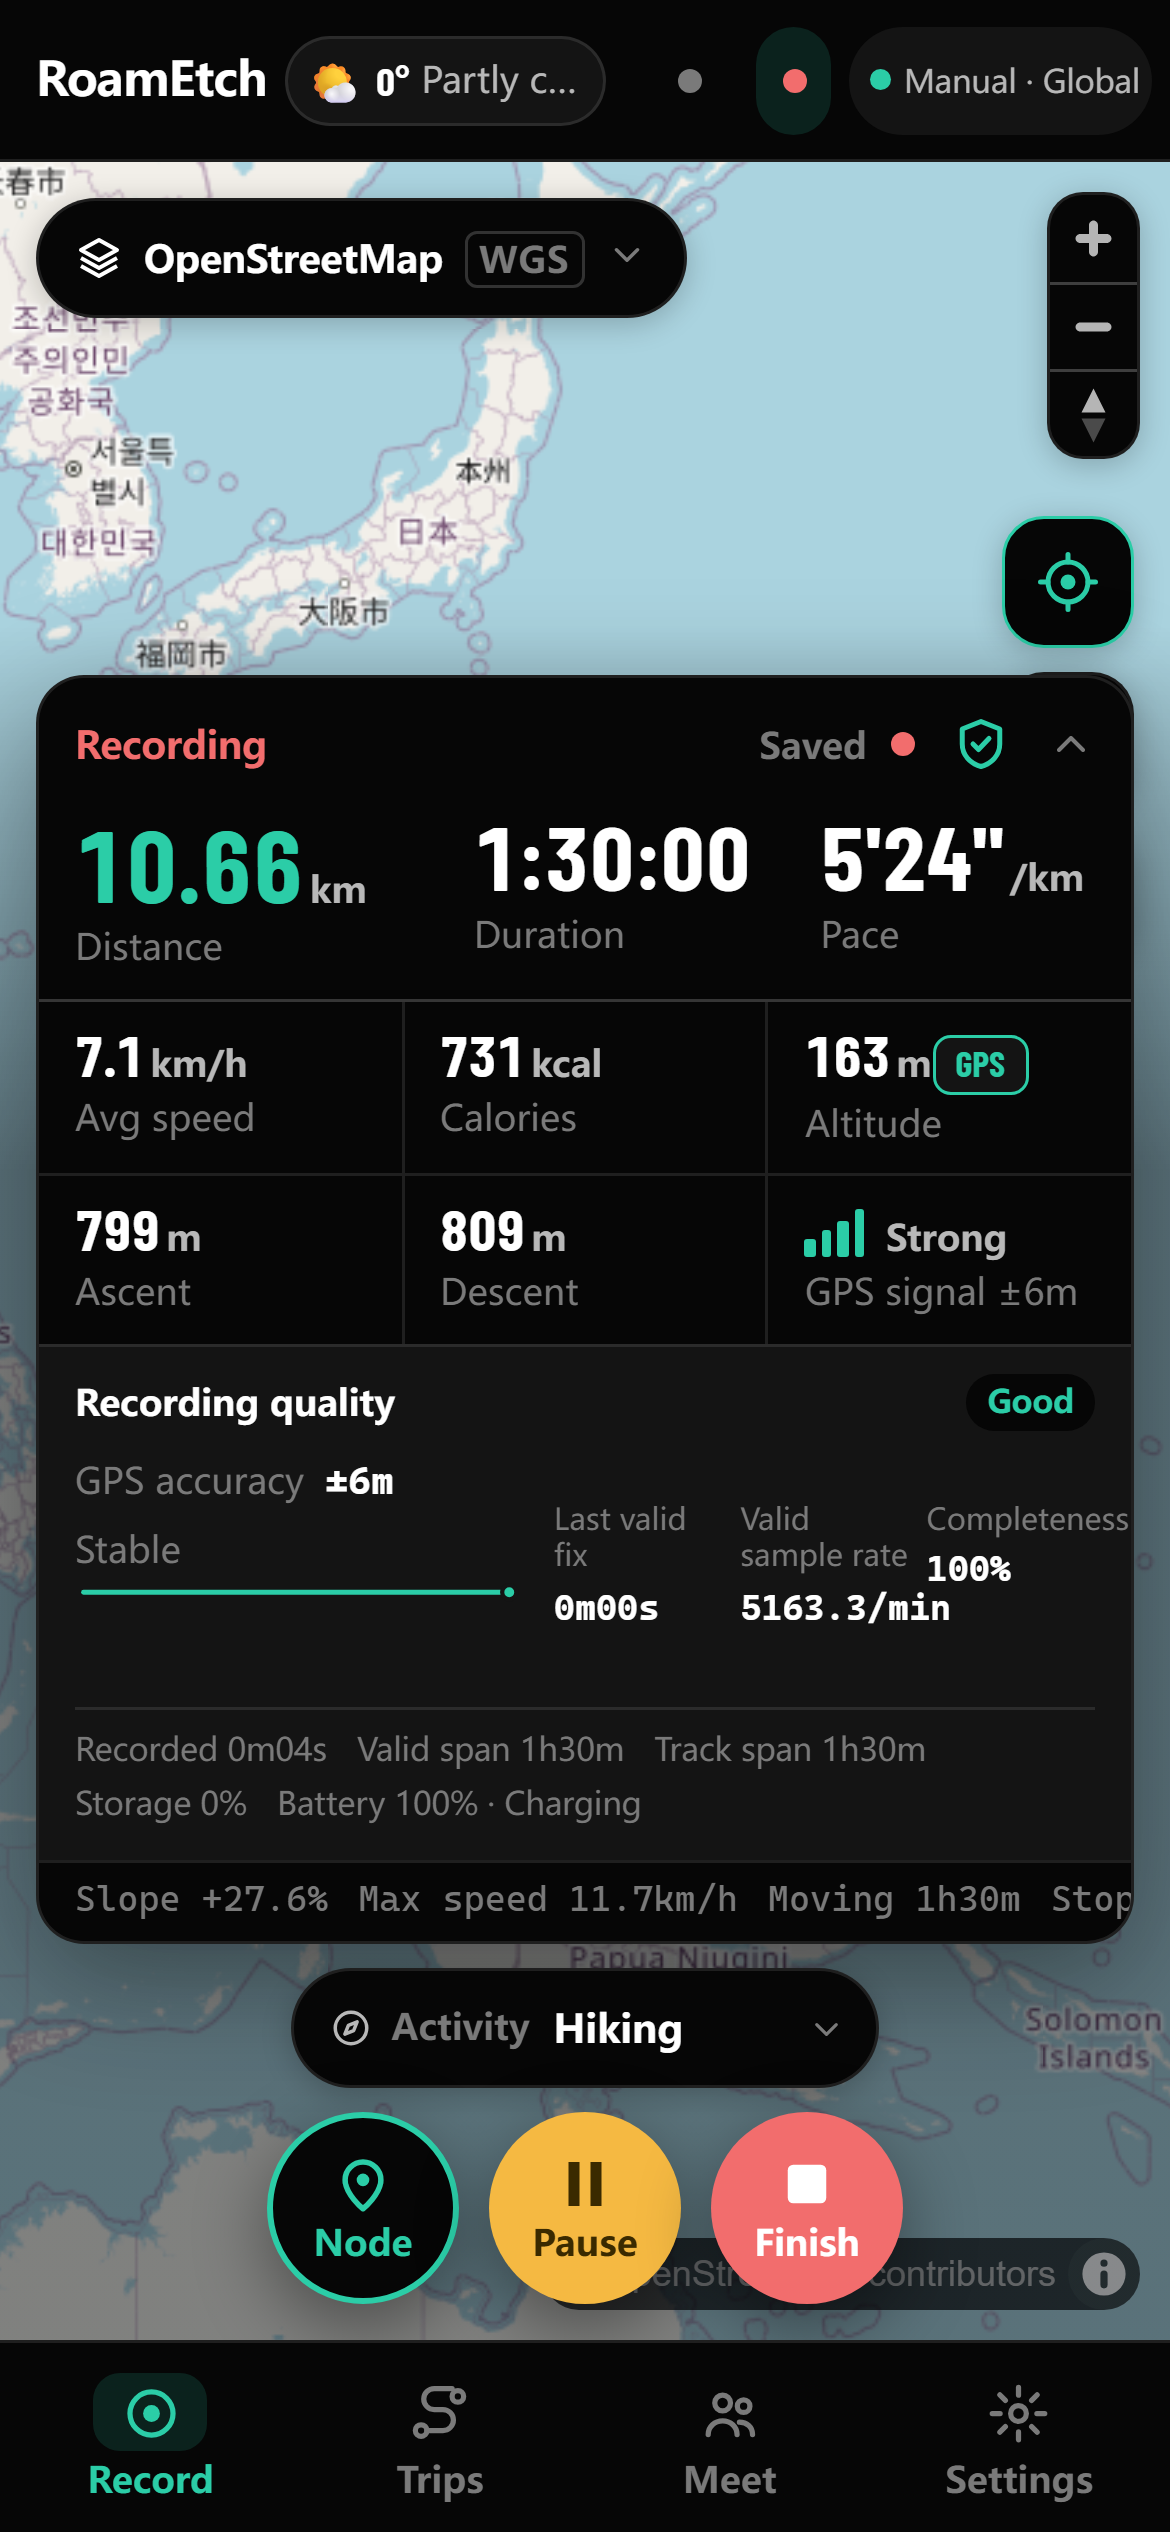 RoamEtch
0° Partly c...
Manual · Global
春市
OpenStreetMap WGS
주의인민
공화국
서울특
별시
대한민국
本州
日本
大阪市
福岡市
Recording
Saved
10.66 km
Distance
1:30:00
Duration
5'24" /km
Pace
7.1 km/h
Avg speed
731 kcal
Calories
163 m GPS
Altitude
799 m
Ascent
809 m
Descent
Strong
GPS signal ±6m
Recording quality
Good
GPS accuracy ±6m
Stable
Last valid
fix
0m00s
Valid
sample rate
5163.3/min
Completeness
100%
Recorded 0m04s Valid span 1h30m Track span 1h30m
Storage 0% Battery 100% · Charging
Slope +27.6% Max speed 11.7km/h Moving 1h30m Stop
Papua Niugini
Activity Hiking
Solomon
Islands
Node
Pause
Finish
contributors
Record
Trips
Meet
Settings